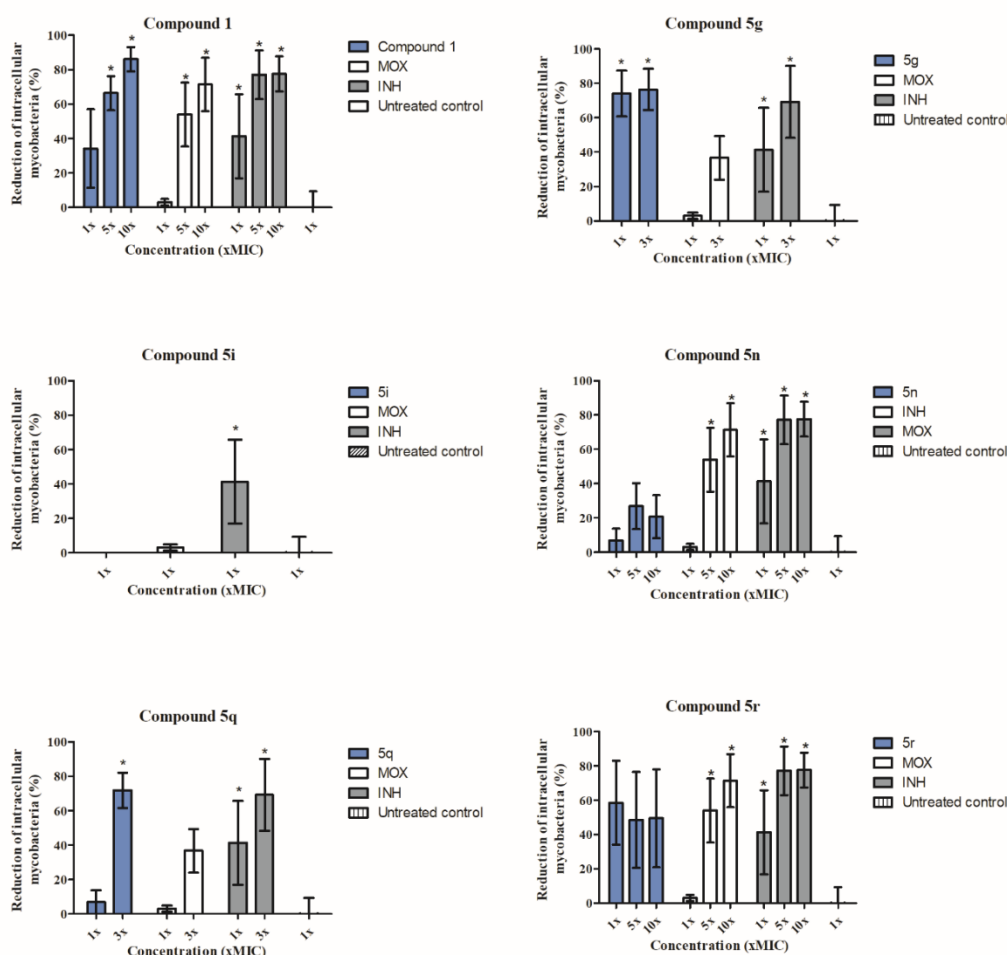 Compound 1
Reduction of intracellular
mycobacteria (%)
100
80
60
40
20
0
* * * * * * *
1x 5x 10x 1x 5x 10x 1x 5x 10x 1x
Concentration (xMIC)
Compound 1
MOX
INH
Untreated control
Compound 5g
Reduction of intracellular
mycobacteria (%)
100
80
60
40
20
0
* * * *
1x 3x 1x 3x 1x 3x 1x
Concentration (xMIC)
5g
MOX
INH
Untreated control
Compound 5i
Reduction of intracellular
mycobacteria (%)
100
80
60
40
20
0
*
1x 1x 1x 1x
Concentration (xMIC)
5i
MOX
INH
Untreated control
Compound 5n
Reduction of intracellular
mycobacteria (%)
100
80
60
40
20
0
* * * * *
1x 5x 10x 1x 5x 10x 1x 5x 10x 1x
Concentration (xMIC)
5n
INH
MOX
Untreated control
Compound 5q
Reduction of intracellular
mycobacteria (%)
100
80
60
40
20
0
* * *
1x 3x 1x 3x 1x 3x 1x
Concentration (xMIC)
5q
MOX
INH
Untreated control
Compound 5r
Reduction of intracellular
mycobacteria (%)
100
80
60
40
20
0
* * * * *
1x 5x 10x 1x 5x 10x 1x 5x 10x 1x
Concentration (xMIC)
5r
MOX
INH
Untreated control